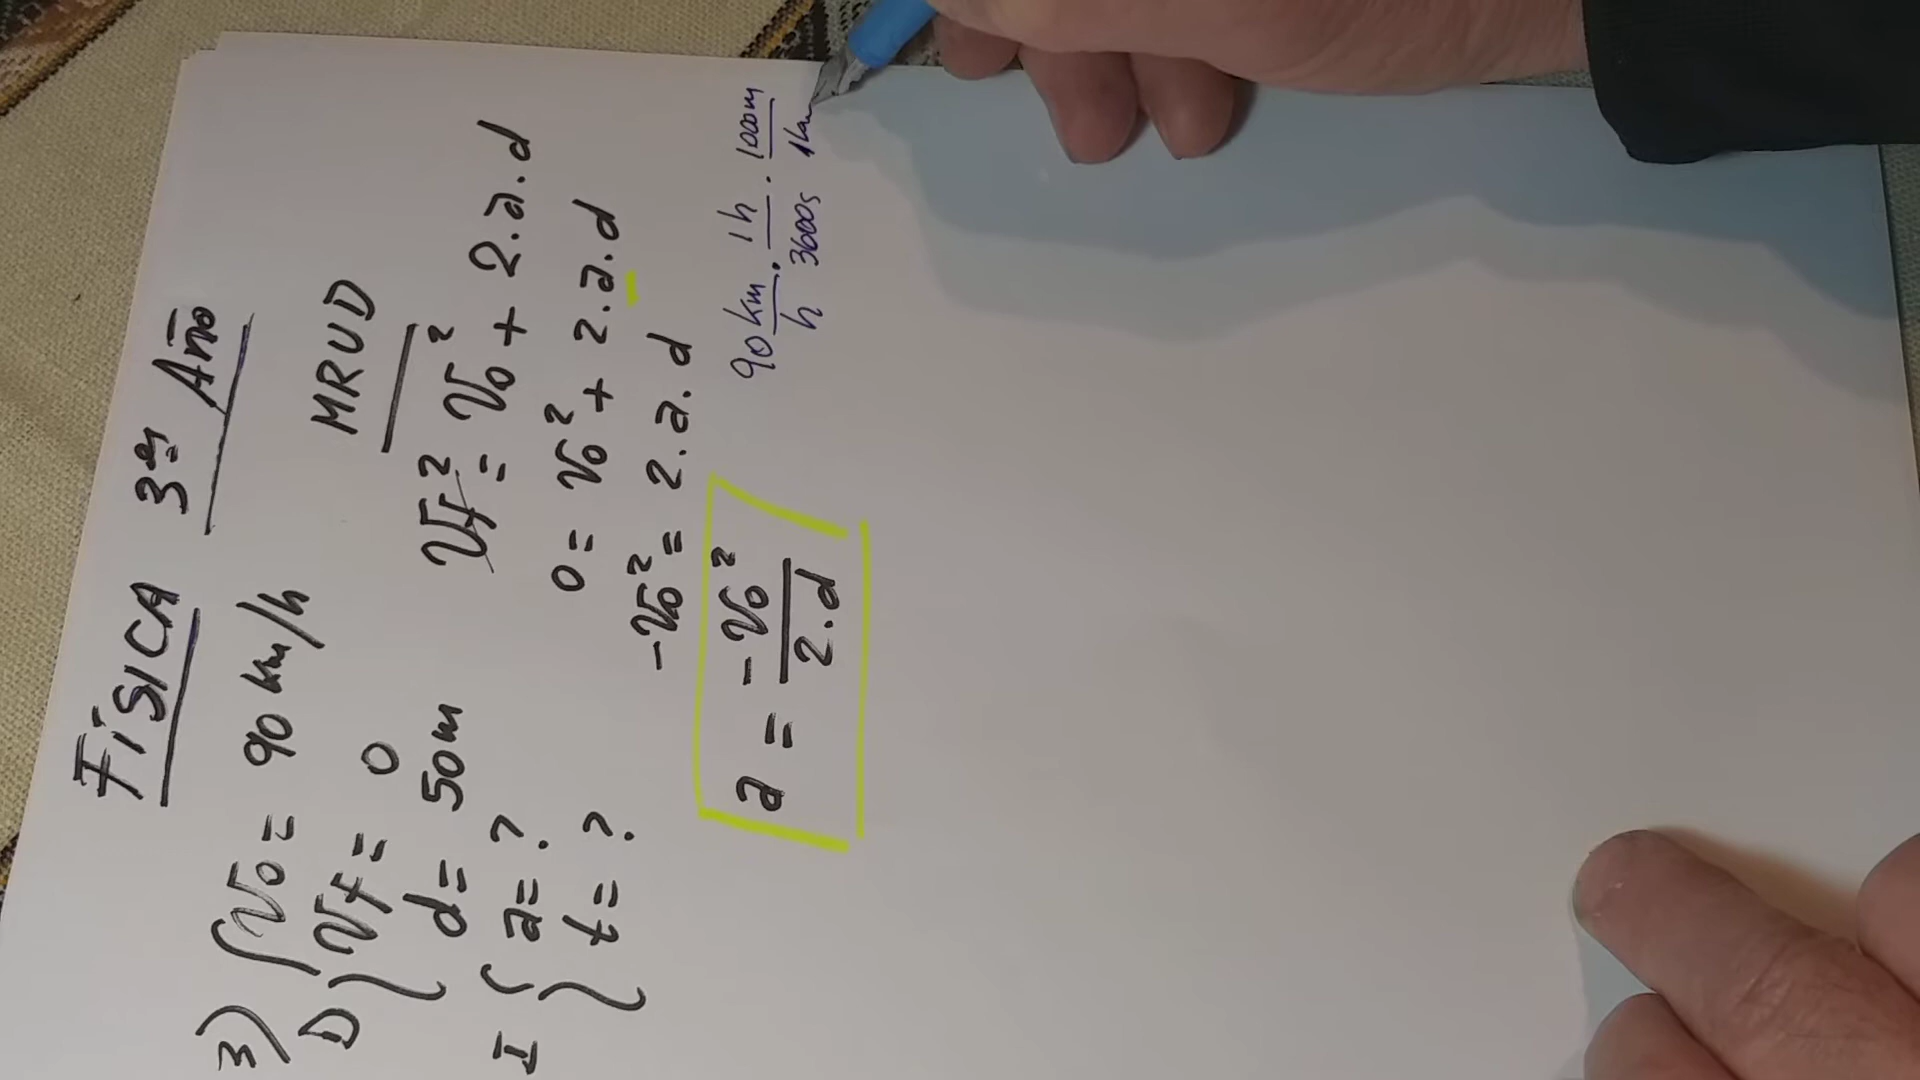 FíSICA 3er Año
3)
D
Vo = 90 km/h
Vf = 0
d = 50m
I
a = ?
t = ?
MRUD
Vf² = Vo² + 2.a.d
0 = Vo² + 2.a.d
-Vo² = 2.a.d
a = -Vo² / 2.d
90 km/h . 1h/3600s . 1000m/1km